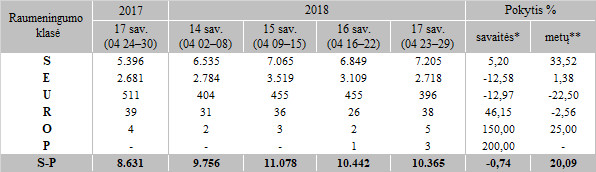 Raumeningumo klasė 2017 2018 Pokytis %
17 sav. (04 24–30) 14 sav. (04 02–08) 15 sav. (04 09–15) 16 sav. (04 16–22) 17 sav. (04 23–29) savaitės* metų**
S 5.396 6.535 7.065 6.849 7.205 5,20 33,52
E 2.681 2.784 3.519 3.109 2.718 -12,58 1,38
U 511 404 455 455 396 -12,97 -22,50
R 39 31 36 26 38 46,15 -2,56
O 4 2 3 2 5 150,00 25,00
P - - - 1 3 200,00 -
S-P 8.631 9.756 11.078 10.442 10.365 -0,74 20,09